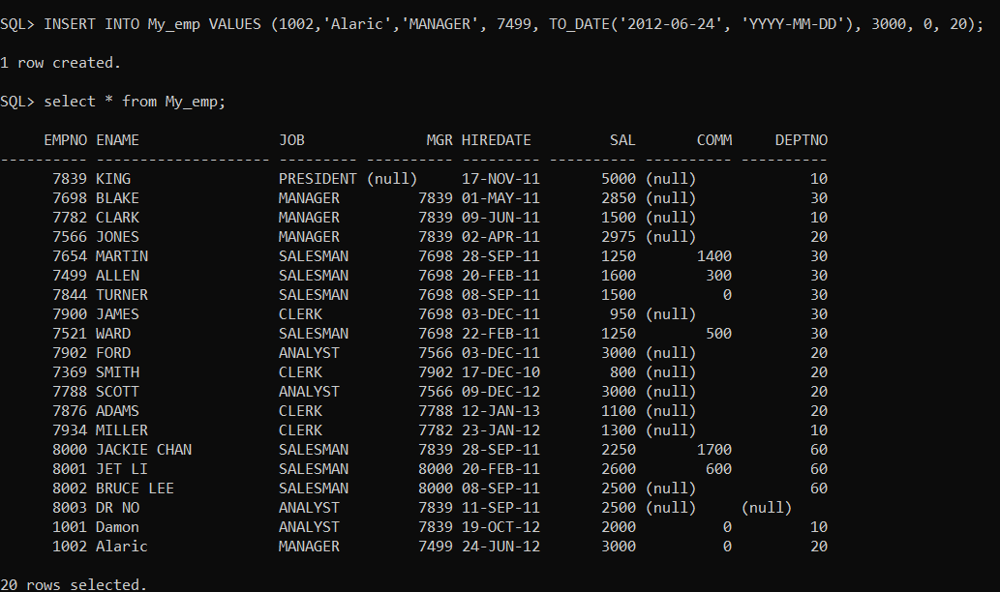 SQL> INSERT INTO My_emp VALUES (1002,'Alaric','MANAGER', 7499, TO_DATE('2012-06-24', 'YYYY-MM-DD'), 3000, 0, 20);
1 row created.
SQL> select * from My_emp;
     EMPNO ENAME                JOB              MGR HIREDATE         SAL       COMM     DEPTNO
---------- -------------------- --------- ---------- --------- ---------- ---------- ----------
      7839 KING                 PRESIDENT (null)     17-NOV-11       5000 (null)             10
      7698 BLAKE                MANAGER         7839 01-MAY-11       2850 (null)             30
      7782 CLARK                MANAGER         7839 09-JUN-11       1500 (null)             10
      7566 JONES                MANAGER         7839 02-APR-11       2975 (null)             20
      7654 MARTIN               SALESMAN        7698 28-SEP-11       1250       1400         30
      7499 ALLEN                SALESMAN        7698 20-FEB-11       1600        300         30
      7844 TURNER               SALESMAN        7698 08-SEP-11       1500          0         30
      7900 JAMES                CLERK           7698 03-DEC-11        950 (null)             30
      7521 WARD                 SALESMAN        7698 22-FEB-11       1250        500         30
      7902 FORD                 ANALYST         7566 03-DEC-11       3000 (null)             20
      7369 SMITH                CLERK           7902 17-DEC-10        800 (null)             20
      7788 SCOTT                ANALYST         7566 09-DEC-12       3000 (null)             20
      7876 ADAMS                CLERK           7788 12-JAN-13       1100 (null)             20
      7934 MILLER               CLERK           7782 23-JAN-12       1300 (null)             10
      8000 JACKIE CHAN          SALESMAN        7839 28-SEP-11       2250       1700         60
      8001 JET LI               SALESMAN        8000 20-FEB-11       2600        600         60
      8002 BRUCE LEE            SALESMAN        8000 08-SEP-11       2500 (null)             60
      8003 DR NO                ANALYST         7839 11-SEP-11       2500 (null)     (null)
      1001 Damon                ANALYST         7839 19-OCT-12       2000          0         10
      1002 Alaric               MANAGER         7499 24-JUN-12       3000          0         20
20 rows selected.